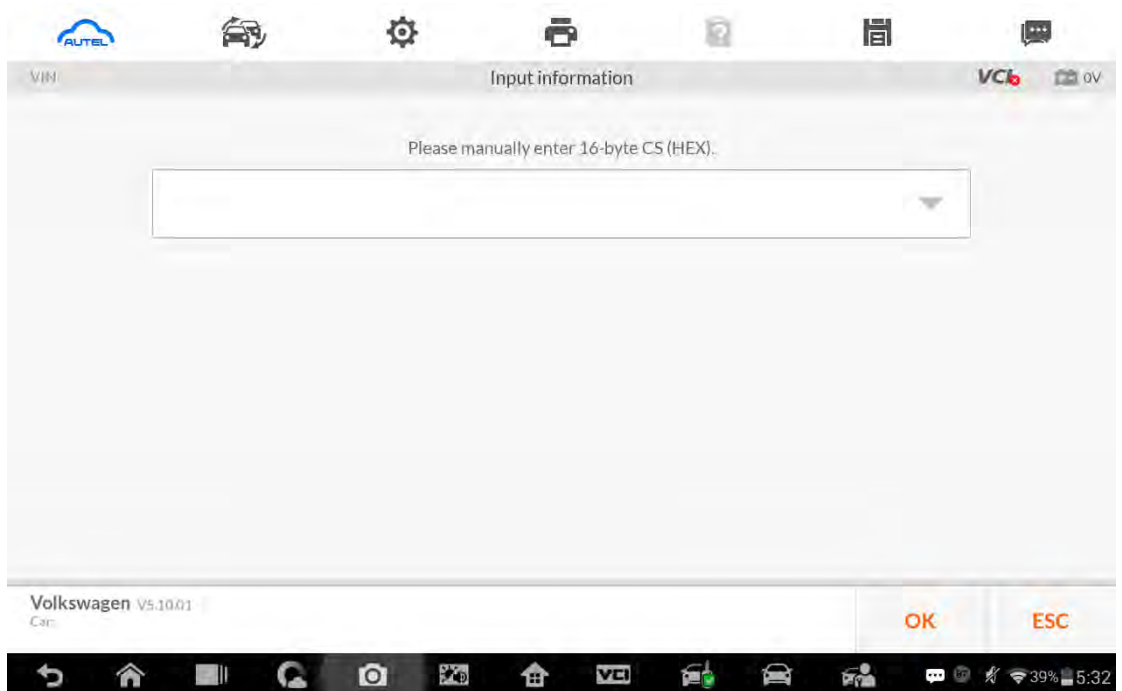 AUTEL
VIN
Input information
VCI
0V
Please manually enter 16-byte CS (HEX).
Volkswagen V5.10.01
Car:
OK
ESC
VCI
39%
5:32